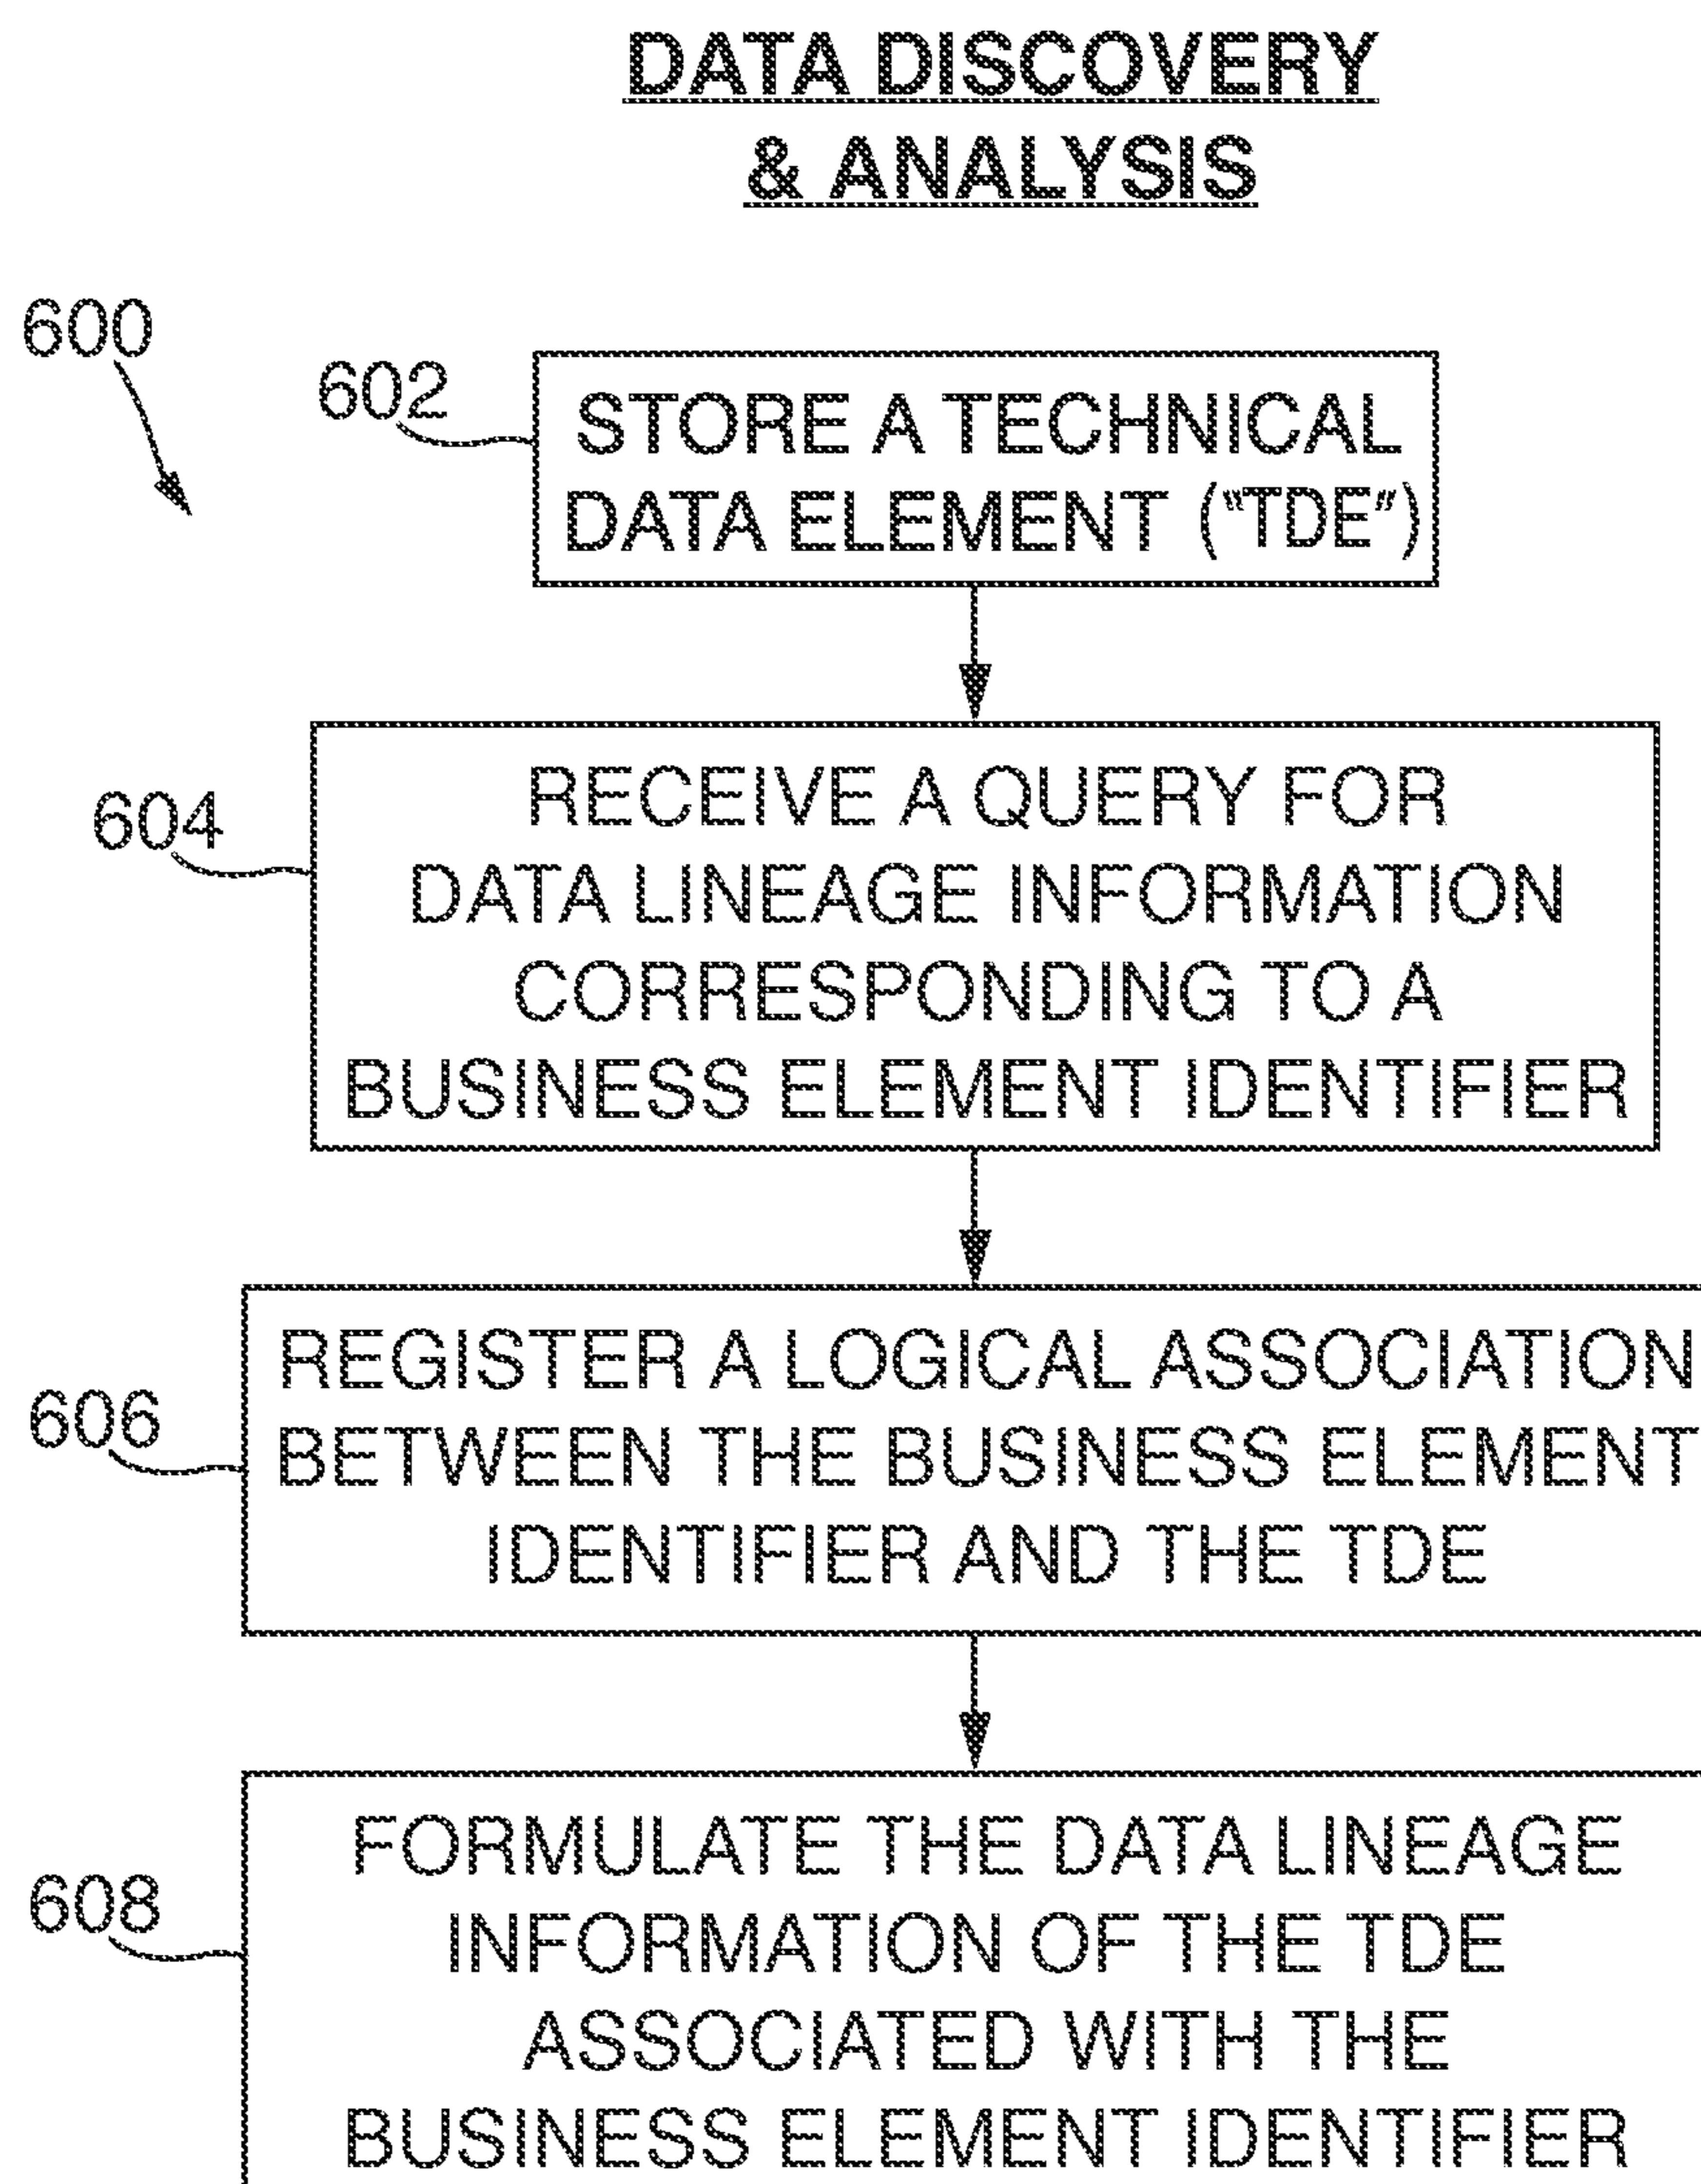 DATA DISCOVERY
& ANALYSIS
600
602
STORE A TECHNICAL
DATA ELEMENT ("TDE")
604
RECEIVE A QUERY FOR
DATA LINEAGE INFORMATION
CORRESPONDING TO A
BUSINESS ELEMENT IDENTIFIER
606
REGISTER A LOGICAL ASSOCIATION
BETWEEN THE BUSINESS ELEMENT
IDENTIFIER AND THE TDE
608
FORMULATE THE DATA LINEAGE
INFORMATION OF THE TDE
ASSOCIATED WITH THE
BUSINESS ELEMENT IDENTIFIER